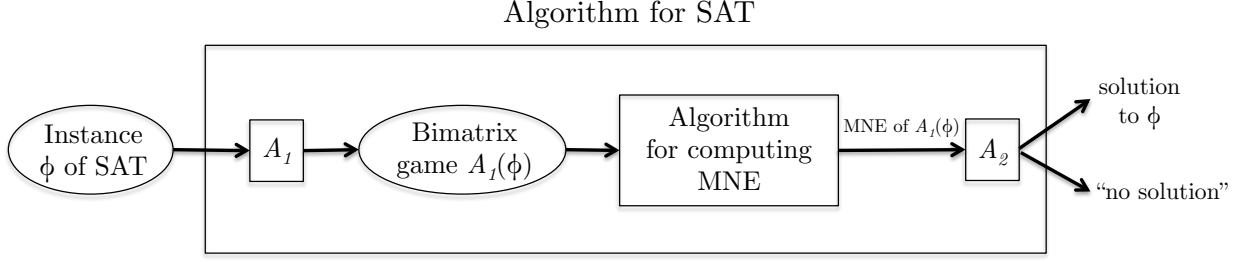 Algorithm for SAT
Instance
ϕ of SAT
A₁
Bimatrix
game A₁(ϕ)
Algorithm
for computing
MNE
MNE of A₁(ϕ)
A₂
solution
to ϕ
“no solution”